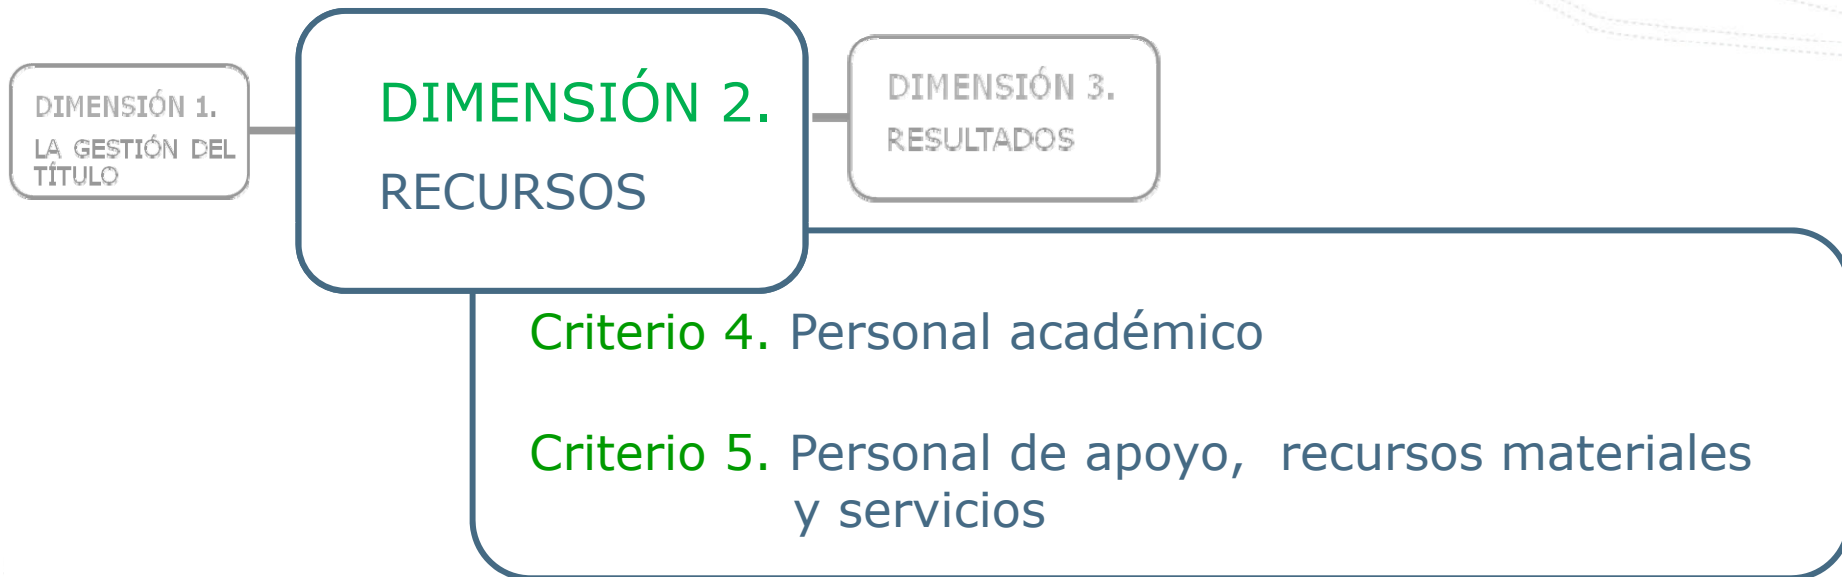 DIMENSIÓN 1.
LA GESTIÓN DEL
TÍTULO
DIMENSIÓN 2.
RECURSOS
DIMENSIÓN 3.
RESULTADOS
Criterio 4. Personal académico
Criterio 5. Personal de apoyo, recursos materiales
y servicios